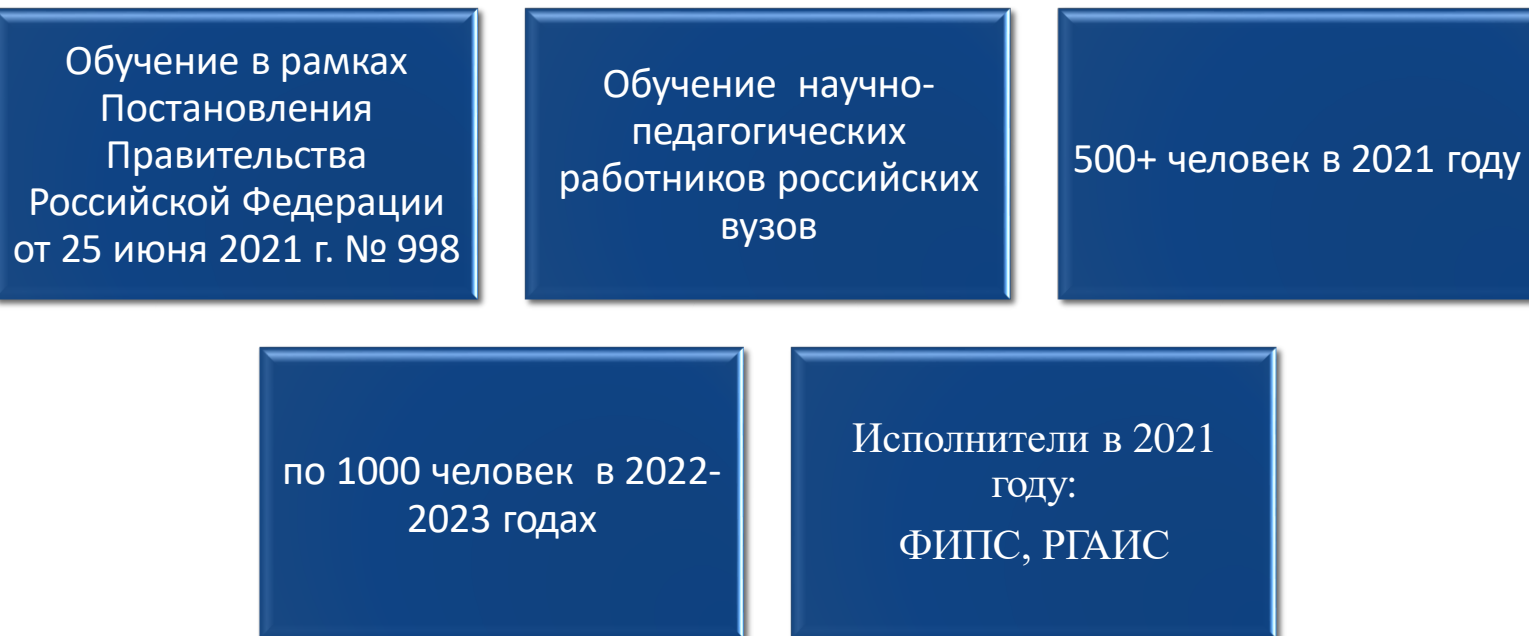 Обучение в рамках
Постановления
Правительства
Российской Федерации
от 25 июня 2021 г. № 998
Обучение  научно-
педагогических
работников российских
вузов
500+ человек в 2021 году
по 1000 человек  в 2022-
2023 годах
Исполнители в 2021
году:
ФИПС, РГАИС